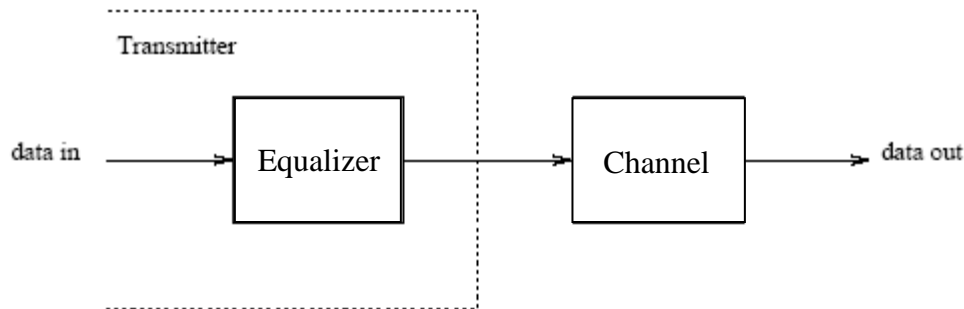 Transmitter
data in
Equalizer
Channel
data out